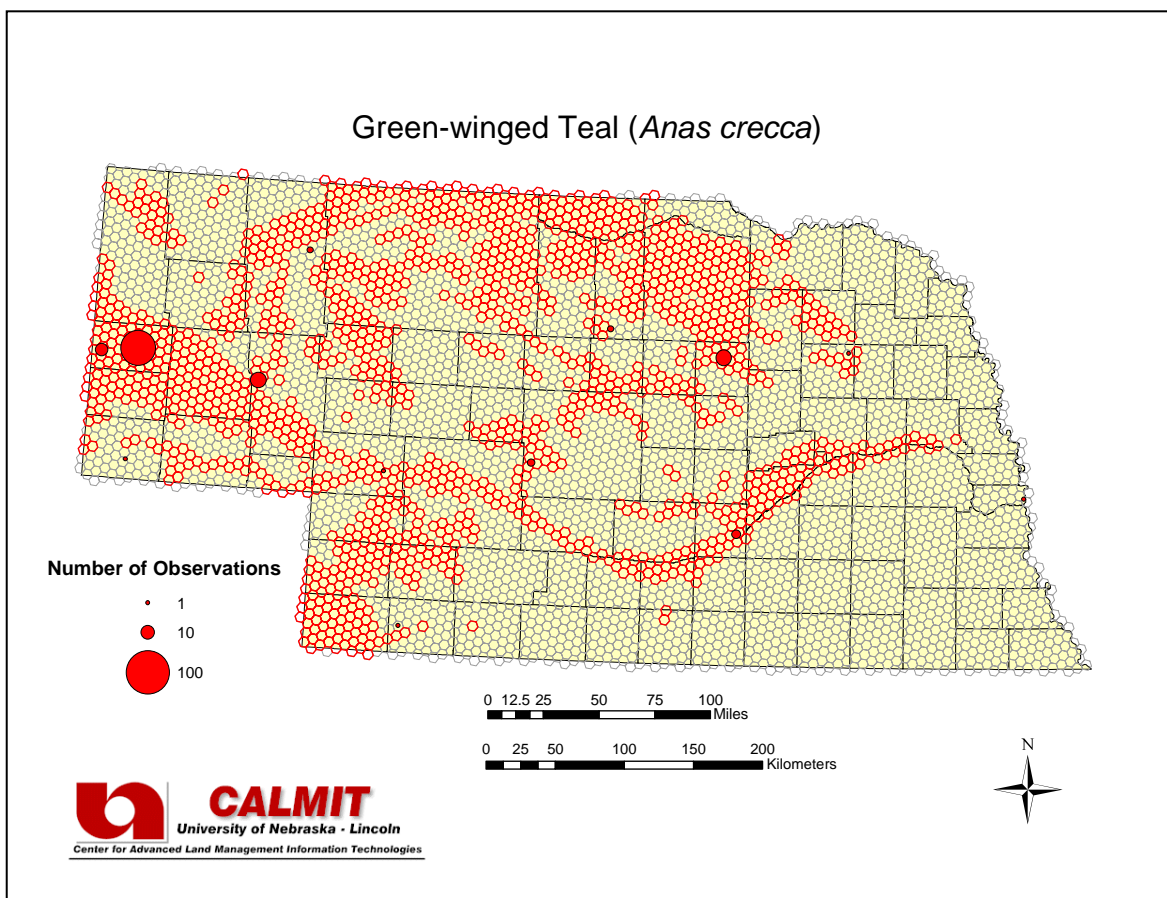 Green-winged Teal (Anas crecca)
Number of Observations
1
10
100
0 12.5 25 50 75 100
Miles
0 25 50 100 150 200
Kilometers
N
CALMIT
University of Nebraska - Lincoln
Center for Advanced Land Management Information Technologies